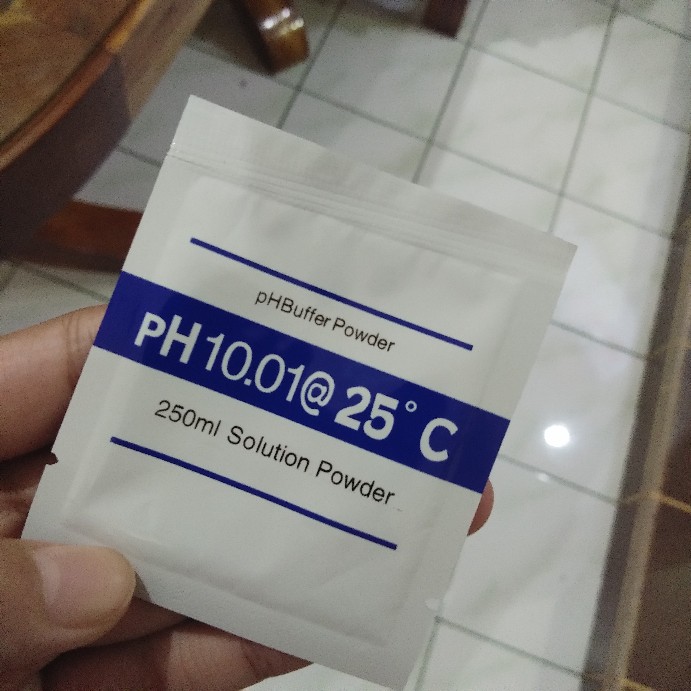 pHBuffer Powder
PH 10.01@ 25°C
250ml Solution Powder